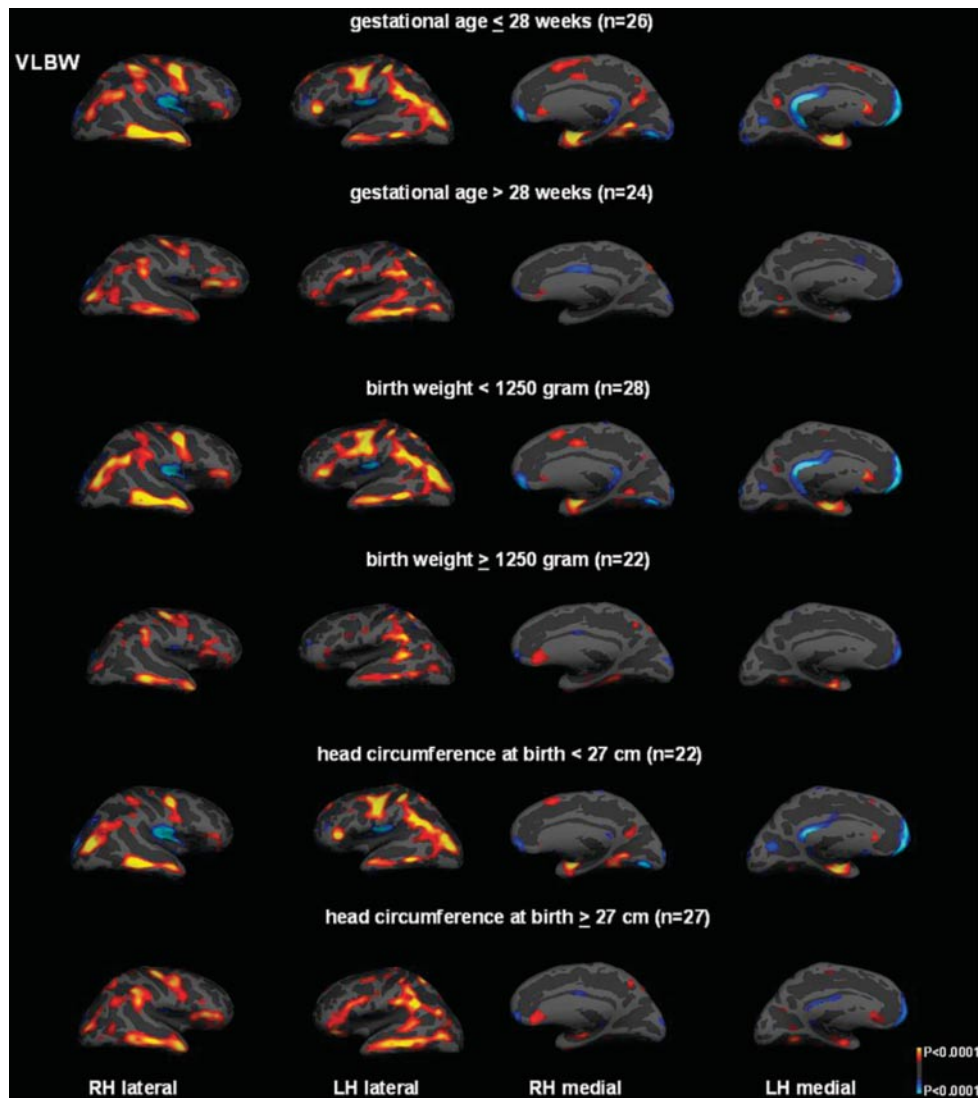 gestational age ≤ 28 weeks (n=26)
VLBW
gestational age > 28 weeks (n=24)
birth weight < 1250 gram (n=28)
birth weight ≥ 1250 gram (n=22)
head circumference at birth < 27 cm (n=22)
head circumference at birth ≥ 27 cm (n=27)
P<0.0001
P<0.0001
RH lateral LH lateral RH medial LH medial